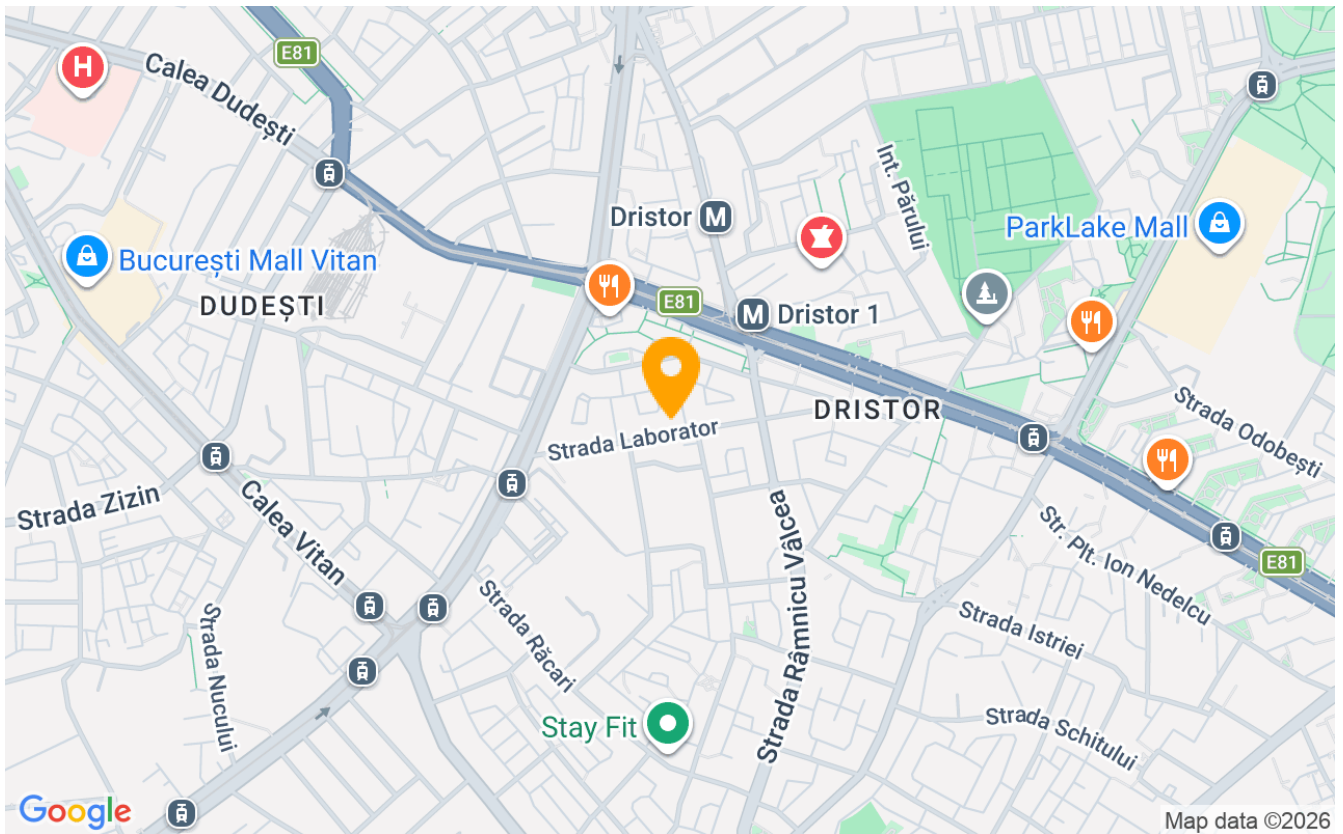 E81
H
Calea Dudești
Int. Părului
Dristor M
ParkLake Mall
București Mall Vitan
DUDEȘTI
E81
M Dristor 1
DRISTOR
Strada Odobești
Strada Laborator
Strada Zizin
Calea Vitan
Strada Râmnicu Vâlcea
Str. Plt. Ion Nedelcu
E81
Strada Răcari
Strada Nucului
Strada Istriei
Stay Fit
Strada Schitului
Google
Map data ©2026